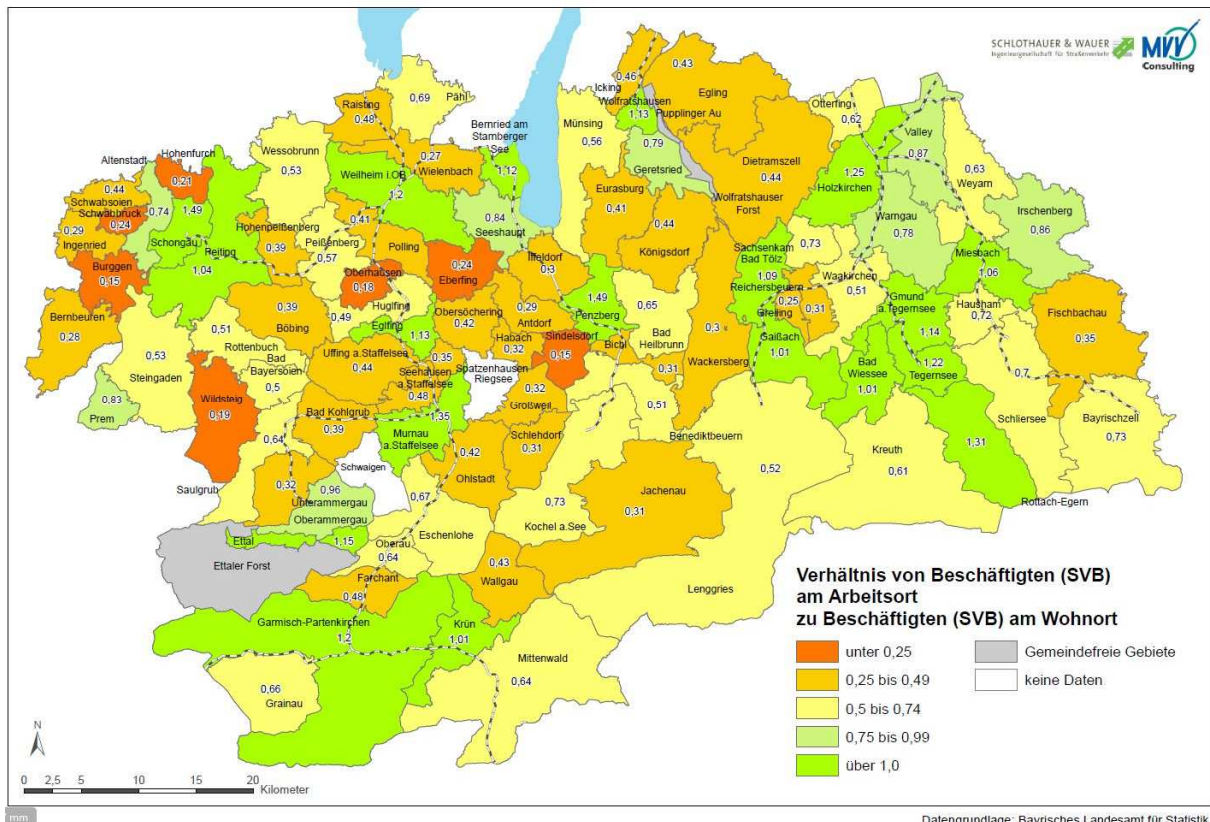 SCHLOTHAUER & WAUER
Ingenieurgesellschaft für Straßenverkehr
MVV
Consulting
0,46
0,43
Icking
Egling
Wolfratshausen
1,13
Pupplinger Au
Otterfing
0,62
0,69
Pähl
Raisting
0,48
Bernried am
Starnberger
See
1,12
Münsing
0,56
0,79
Geretsried
Valley
0,87
0,63
Weyarn
Altenstadt
Hohenfurch
0,21
Wessobrunn
0,53
0,27
Wielenbach
Weilheim i.OB
1,2
Dietramszell
0,44
1,25
Holzkirchen
Irschenberg
0,86
0,44
Schwabsoien
Schwabbruck
0,24
0,74
1,49
0,29
Ingenried
Schongau
Hohenpeißenberg
0,39
0,41
Peißenberg
0,57
Polling
0,84
Seeshaupt
Eurasburg
0,41
0,44
Königsdorf
Wolfratshauser
Forst
Warngau
0,78
0,73
Miesbach
1,06
Burggen
0,15
Peiting
1,04
Oberhausen
0,18
0,24
Eberfing
Iffeldorf
0,3
Sachsenkam
Bad Tölz
1,09
Reichersbeuern
Waakirchen
0,51
Bernbeuren
0,28
0,39
Böbing
0,49
Huglfing
Eglfing
1,13
Obersöchering
0,42
0,29
Antdorf
1,49
Penzberg
0,65
Bad
Heilbrunn
0,3
Wackersberg
0,25
Greiling
0,31
Gaißach
1,01
Gmund
a.Tegernsee
1,14
Hausham
0,72
Fischbachau
0,35
0,53
Steingaden
0,51
Rottenbuch
Bad
Bayersoien
0,5
Uffing a.Staffelsee
0,44
0,35
Seehausen
a.Staffelsee
0,48
Habach
0,32
Sindelsdorf
0,15
Bichl
0,31
Spatzenhausen
Riegsee
Bad
Wiessee
1,01
1,22
Tegernsee
0,7
0,83
Prem
Wildsteig
0,19
0,64
Bad Kohlgrub
0,39
1,35
Murnau
a.Staffelsee
0,32
Großweil
Schlehdorf
0,31
0,51
Benediktbeuern
0,52
Kreuth
0,61
1,31
Schliersee
Bayrischzell
0,73
Rottach-Egern
Saulgrub
0,32
Unterammergau
0,96
Oberammergau
Schwaigen
0,67
0,42
Ohlstadt
0,73
Kochel a.See
Jachenau
0,31
Ettal
1,15
Ettaler Forst
Oberau
0,64
Eschenlohe
Farchant
0,48
0,43
Wallgau
Lenggries
Garmisch-Partenkirchen
1,2
Krün
1,01
Mittenwald
0,64
0,66
Grainau
Verhältnis von Beschäftigten (SVB)
am Arbeitsort
zu Beschäftigten (SVB) am Wohnort
unter 0,25
Gemeindefreie Gebiete
0,25 bis 0,49
keine Daten
0,5 bis 0,74
0,75 bis 0,99
über 1,0
N
0 2,5 5 10 15 20
Kilometer
mm
Datengrundlage: Bayrisches Landesamt für Statistik